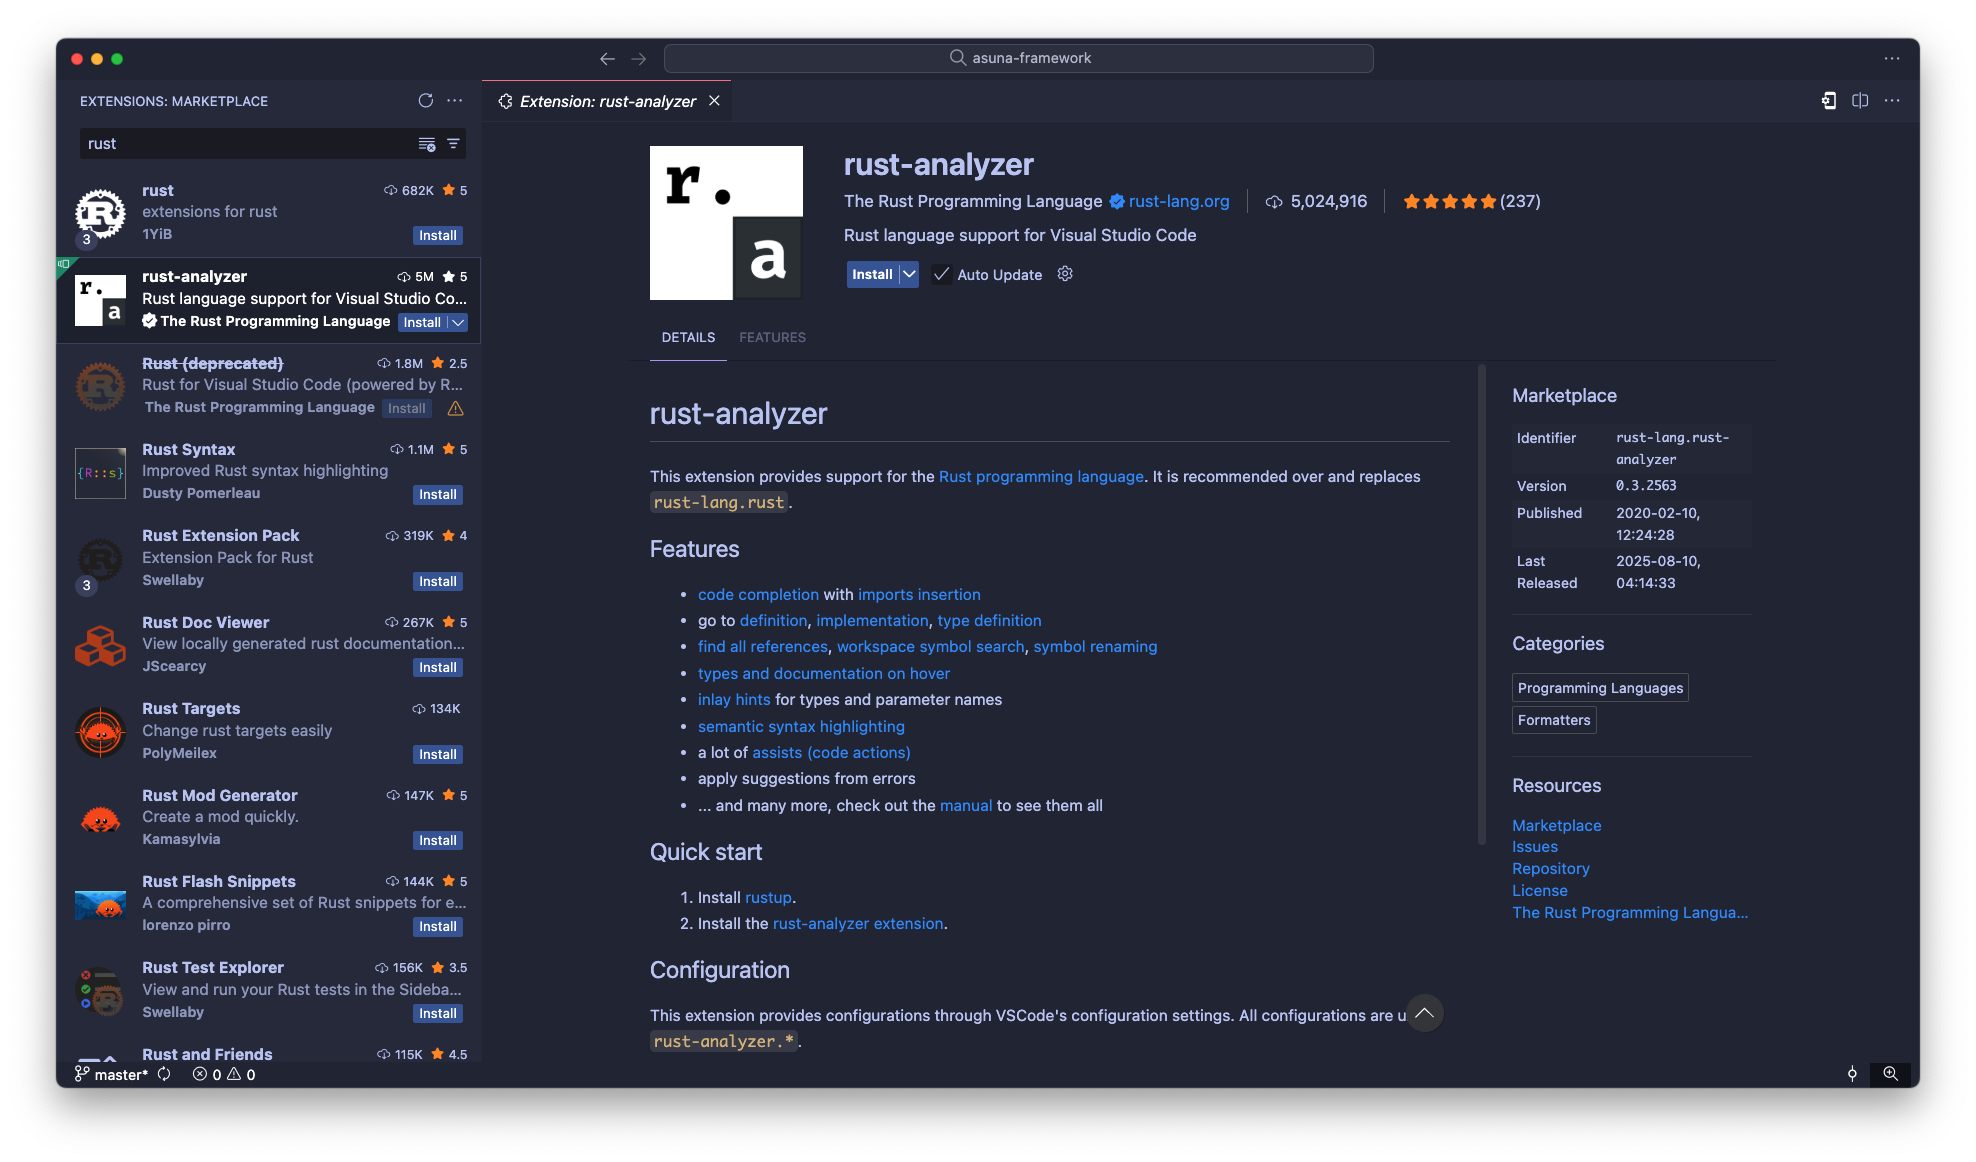 asuna-framework
EXTENSIONS: MARKETPLACE
rust
rust 682K 5
extensions for rust
1YiB Install
3
rust-analyzer 5M 5
Rust language support for Visual Studio Co...
The Rust Programming Language Install
r. a
Rust (deprecated) 1.8M 2.5
Rust for Visual Studio Code (powered by R...
The Rust Programming Language Install
Rust Syntax 1.1M 5
Improved Rust syntax highlighting
Dusty Pomerleau Install
{R::s}
Rust Extension Pack 319K 4
Extension Pack for Rust
Swellaby Install
3
Rust Doc Viewer 267K 5
View locally generated rust documentation...
JScearcy Install
Rust Targets 134K
Change rust targets easily
PolyMeilex Install
Rust Mod Generator 147K 5
Create a mod quickly.
Kamasylvia Install
Rust Flash Snippets 144K 5
A comprehensive set of Rust snippets for e...
lorenzo pirro Install
Rust Test Explorer 156K 3.5
View and run your Rust tests in the Sideba...
Swellaby Install
Rust and Friends 115K 4.5
Extension: rust-analyzer
r. a
rust-analyzer
The Rust Programming Language rust-lang.org 5,024,916 (237)
Rust language support for Visual Studio Code
Install Auto Update
DETAILS FEATURES
rust-analyzer
This extension provides support for the Rust programming language. It is recommended over and replaces
rust-lang.rust.
Features
• code completion with imports insertion
• go to definition, implementation, type definition
• find all references, workspace symbol search, symbol renaming
• types and documentation on hover
• inlay hints for types and parameter names
• semantic syntax highlighting
• a lot of assists (code actions)
• apply suggestions from errors
• ... and many more, check out the manual to see them all
Quick start
1. Install rustup.
2. Install the rust-analyzer extension.
Configuration
This extension provides configurations through VSCode's configuration settings. All configurations are u
rust-analyzer.*.
Marketplace
Identifier rust-lang.rust-
analyzer
Version 0.3.2563
Published 2020-02-10,
12:24:28
Last 2025-08-10,
Released 04:14:33
Categories
Programming Languages
Formatters
Resources
Marketplace
Issues
Repository
License
The Rust Programming Langua...
master* 0 0